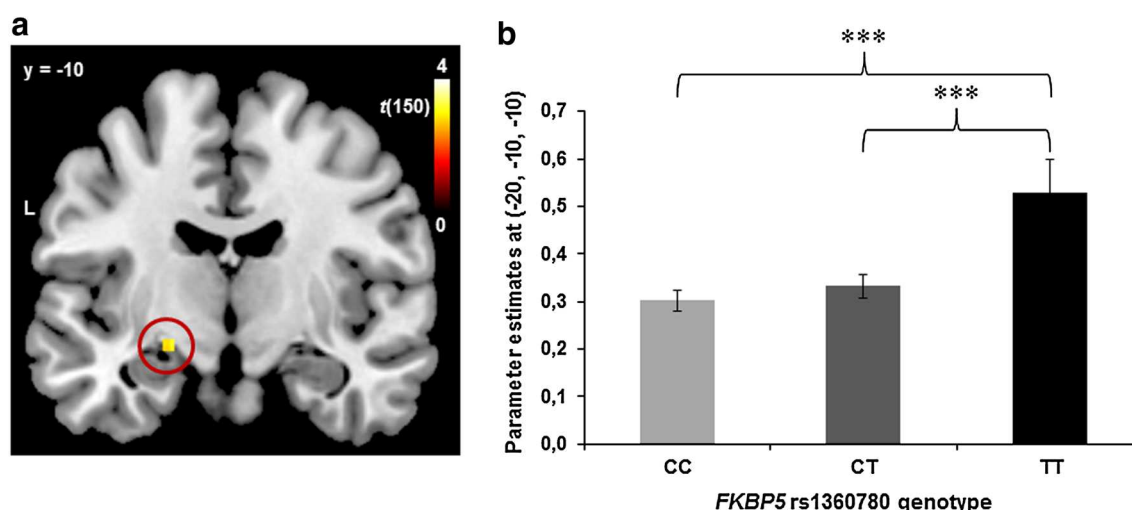 a
y = -10
4
t(150)
L
0
b
***
***
Parameter estimates at (-20, -10, -10)
0,7
0,6
0,5
0,4
0,3
0,2
0,1
0,0
CC
CT
TT
FKBP5 rs1360780 genotype